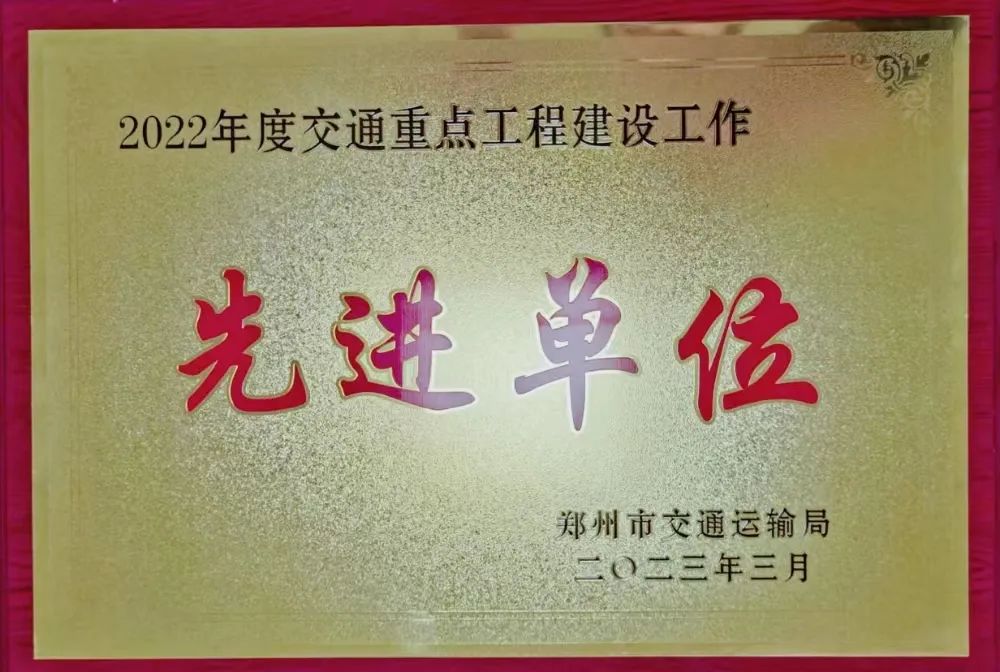 2022年度交通重点工程建设工作
先进单位
郑州市交通运输局
二〇二三年三月